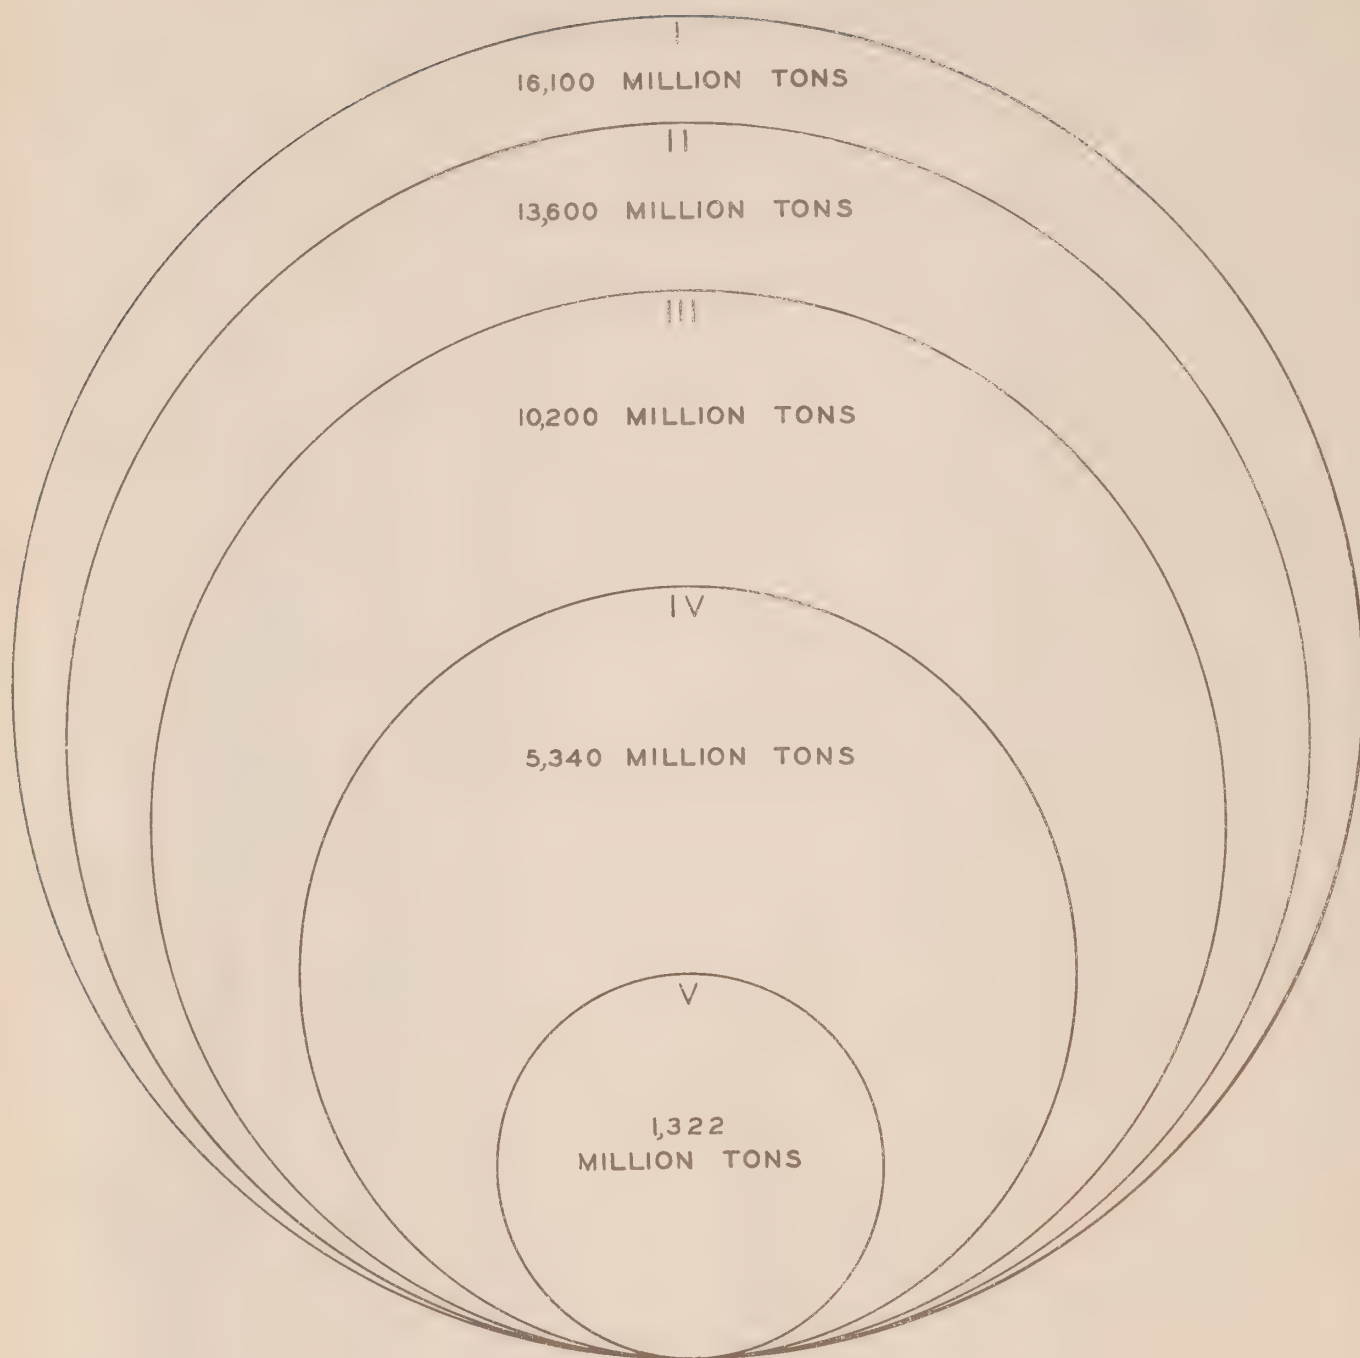 I
16,100 MILLION TONS
II
13,600 MILLION TONS
III
10,200 MILLION TONS
IV
5,340 MILLION TONS
V
1,322
MILLION TONS